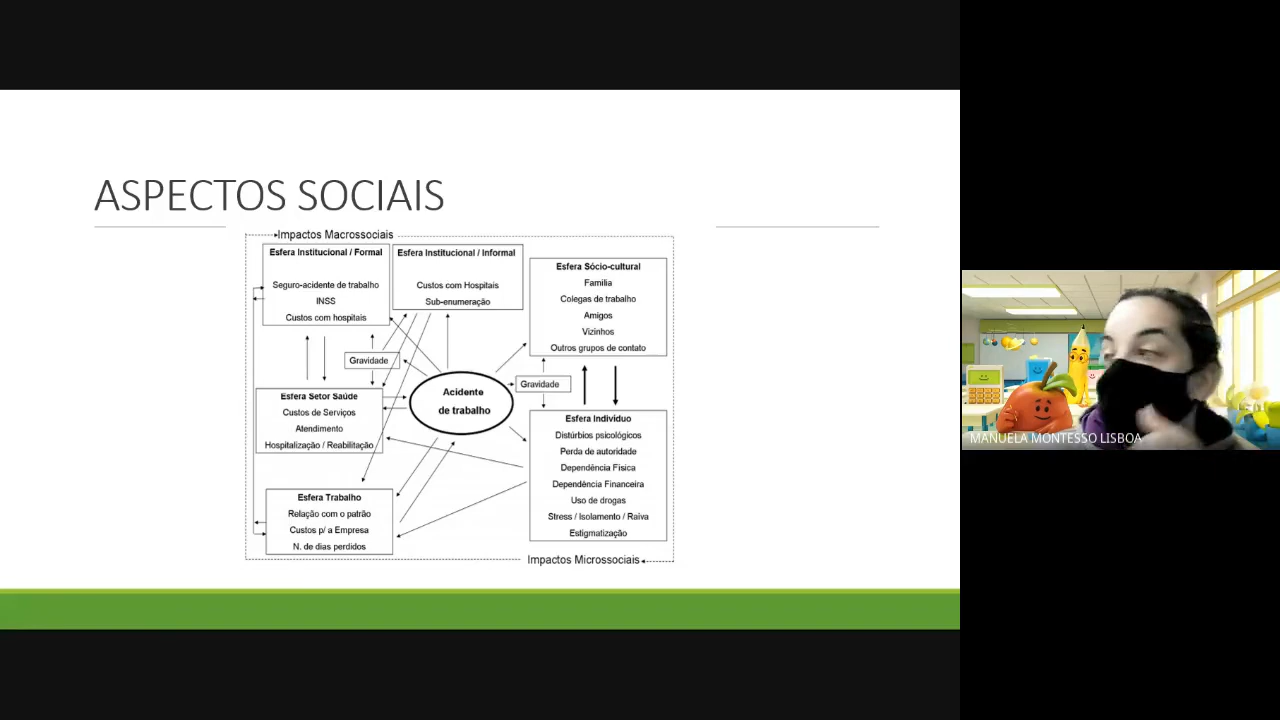 ASPECTOS SOCIAIS
Impactos Macrossociais
Esfera Institucional / Formal
Seguro-acidente de trabalho
INSS
Custos com hospitais
Esfera Institucional / Informal
Custos com Hospitais
Sub-enumeração
Esfera Sócio-cultural
Família
Colegas de trabalho
Amigos
Vizinhos
Outros grupos de contato
Gravidade
Acidente
de trabalho
Gravidade
Esfera Setor Saúde
Custos de Serviços
Atendimento
Hospitalização / Reabilitação
Esfera Indivíduo
Distúrbios psicológicos
Perda de autoridade
Dependência Física
Dependência Financeira
Uso de drogas
Stress / Isolamento / Raiva
Estigmatização
Esfera Trabalho
Relação com o patrão
Custos p/ a Empresa
N. de dias perdidos
Impactos Microssociais
MANUELA MONTESSO LISBOA